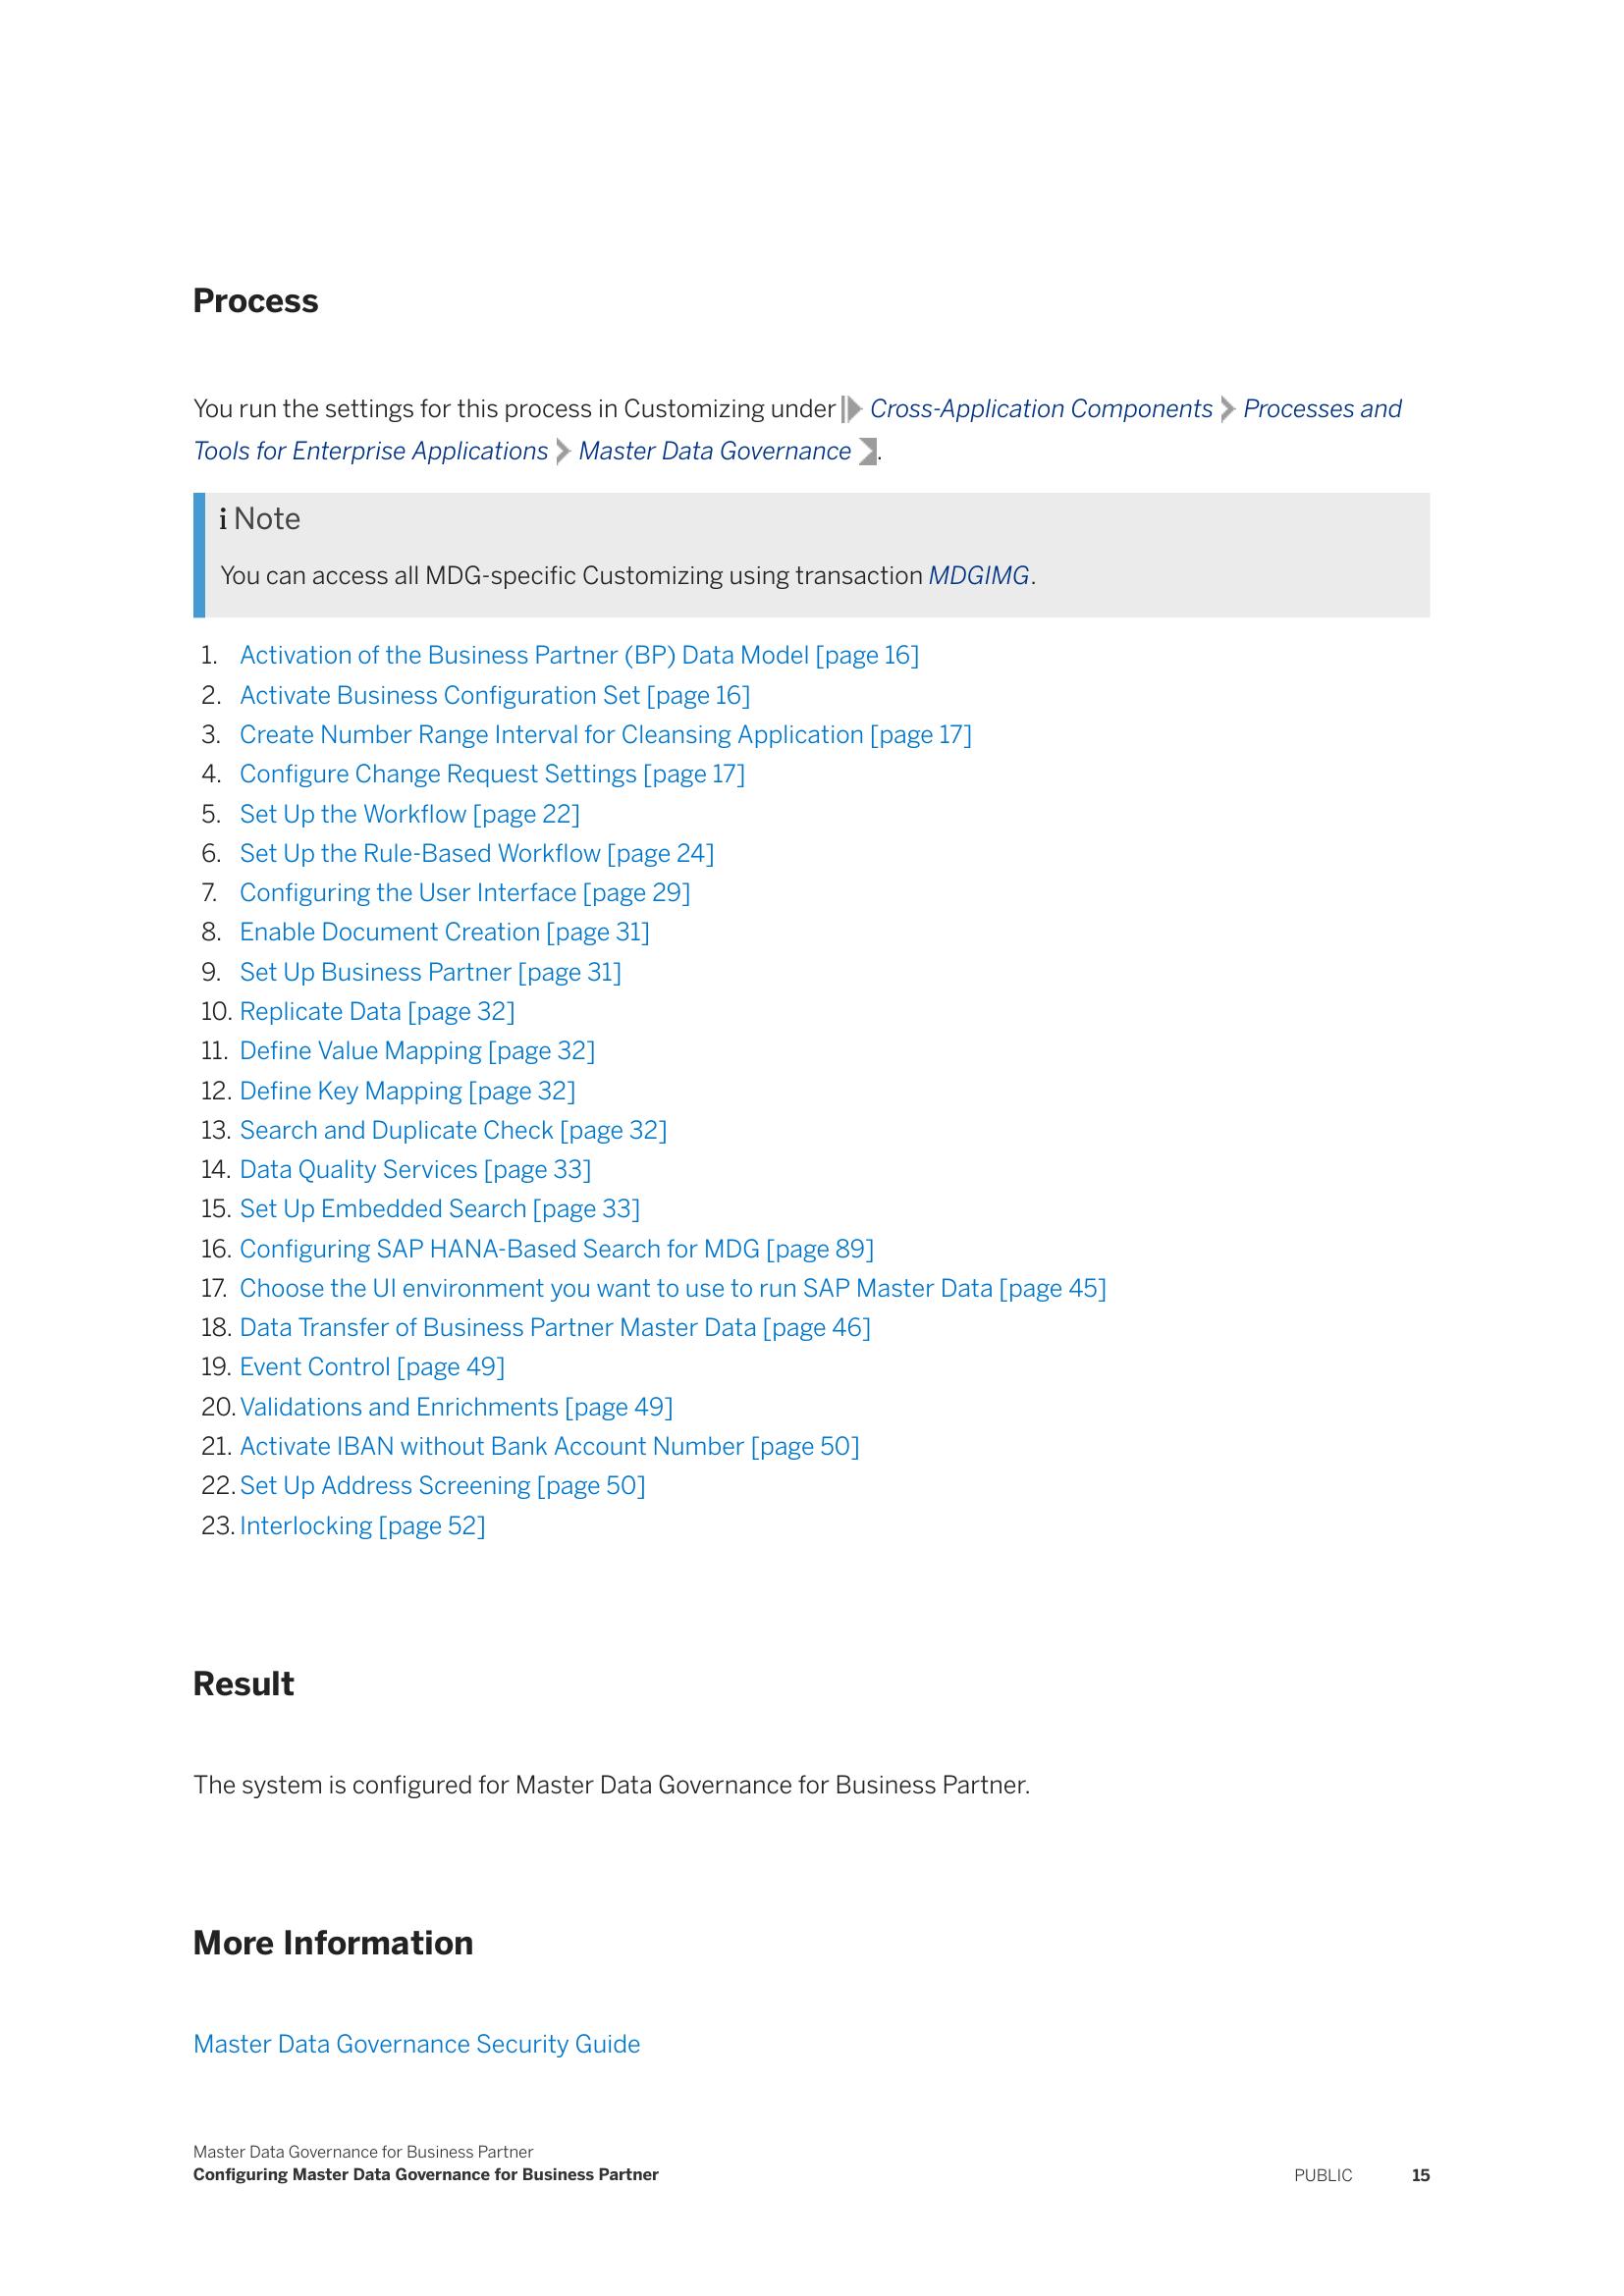 Process
You run the settings for this process in Customizing under Cross-Application Components Processes and
Tools for Enterprise Applications Master Data Governance .
i Note
You can access all MDG-specific Customizing using transaction MDGIMG.
1. Activation of the Business Partner (BP) Data Model [page 16]
2. Activate Business Configuration Set [page 16]
3. Create Number Range Interval for Cleansing Application [page 17]
4. Configure Change Request Settings [page 17]
5. Set Up the Workflow [page 22]
6. Set Up the Rule-Based Workflow [page 24]
7. Configuring the User Interface [page 29]
8. Enable Document Creation [page 31]
9. Set Up Business Partner [page 31]
10. Replicate Data [page 32]
11. Define Value Mapping [page 32]
12. Define Key Mapping [page 32]
13. Search and Duplicate Check [page 32]
14. Data Quality Services [page 33]
15. Set Up Embedded Search [page 33]
16. Configuring SAP HANA-Based Search for MDG [page 89]
17. Choose the UI environment you want to use to run SAP Master Data [page 45]
18. Data Transfer of Business Partner Master Data [page 46]
19. Event Control [page 49]
20. Validations and Enrichments [page 49]
21. Activate IBAN without Bank Account Number [page 50]
22. Set Up Address Screening [page 50]
23. Interlocking [page 52]
Result
The system is configured for Master Data Governance for Business Partner.
More Information
Master Data Governance Security Guide
Master Data Governance for Business Partner
Configuring Master Data Governance for Business Partner PUBLIC 15